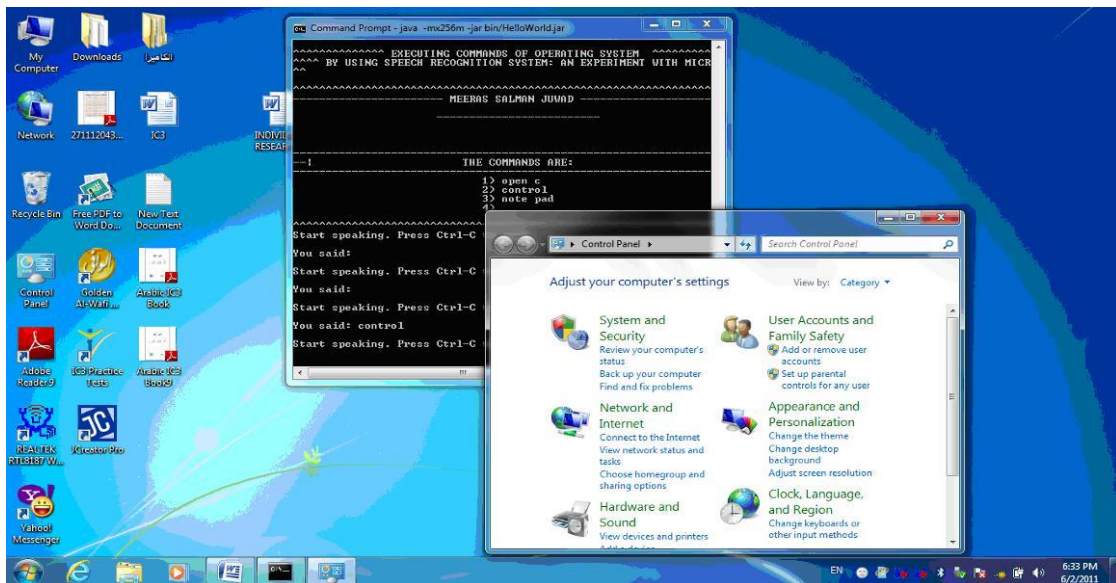 My
Computer
Downloads
الكاميرا
Network
271112043...
IC3
INDIVI
RESEAR
Recycle Bin
Free PDF to
Word Do...
New Text
Document
Control
Panel
Golden
Al-Wafi ...
Arabic IC3
Book
Adobe
Reader 9
IC3 Practice
Tests
Arabic IC3
Book9
REALTEK
RTL8187 W...
JCreator Pro
Yahoo!
Messenger
Command Prompt - java -mx256m -jar bin/HelloWorld.jar
^^^^^^^^^^^^^^ EXECUTING COMMANDS OF OPERATING SYSTEM ^^^^^^^^^
^^^^ BY USING SPEECH RECOGNITION SYSTEM: AN EXPERIMENT WITH MICR
^^
MEERAS SALMAN JUWAD
--! THE COMMANDS ARE:
1) open c
2) control
3) note pad
4)
Start speaking. Press Ctrl-C
You said:
Start speaking. Press Ctrl-C
You said:
Start speaking. Press Ctrl-C
You said: control
Start speaking. Press Ctrl-C
Control Panel
Search Control Panel
Adjust your computer's settings
View by: Category
System and
Security
Review your computer's
status
Back up your computer
Find and fix problems
Network and
Internet
Connect to the Internet
View network status and
tasks
Choose homegroup and
sharing options
Hardware and
Sound
View devices and printers
Add a device
User Accounts and
Family Safety
Add or remove user
accounts
Set up parental
controls for any user
Appearance and
Personalization
Change the theme
Change desktop
background
Adjust screen resolution
Clock, Language,
and Region
Change keyboards or
other input methods
EN
6:33 PM
6/2/2011